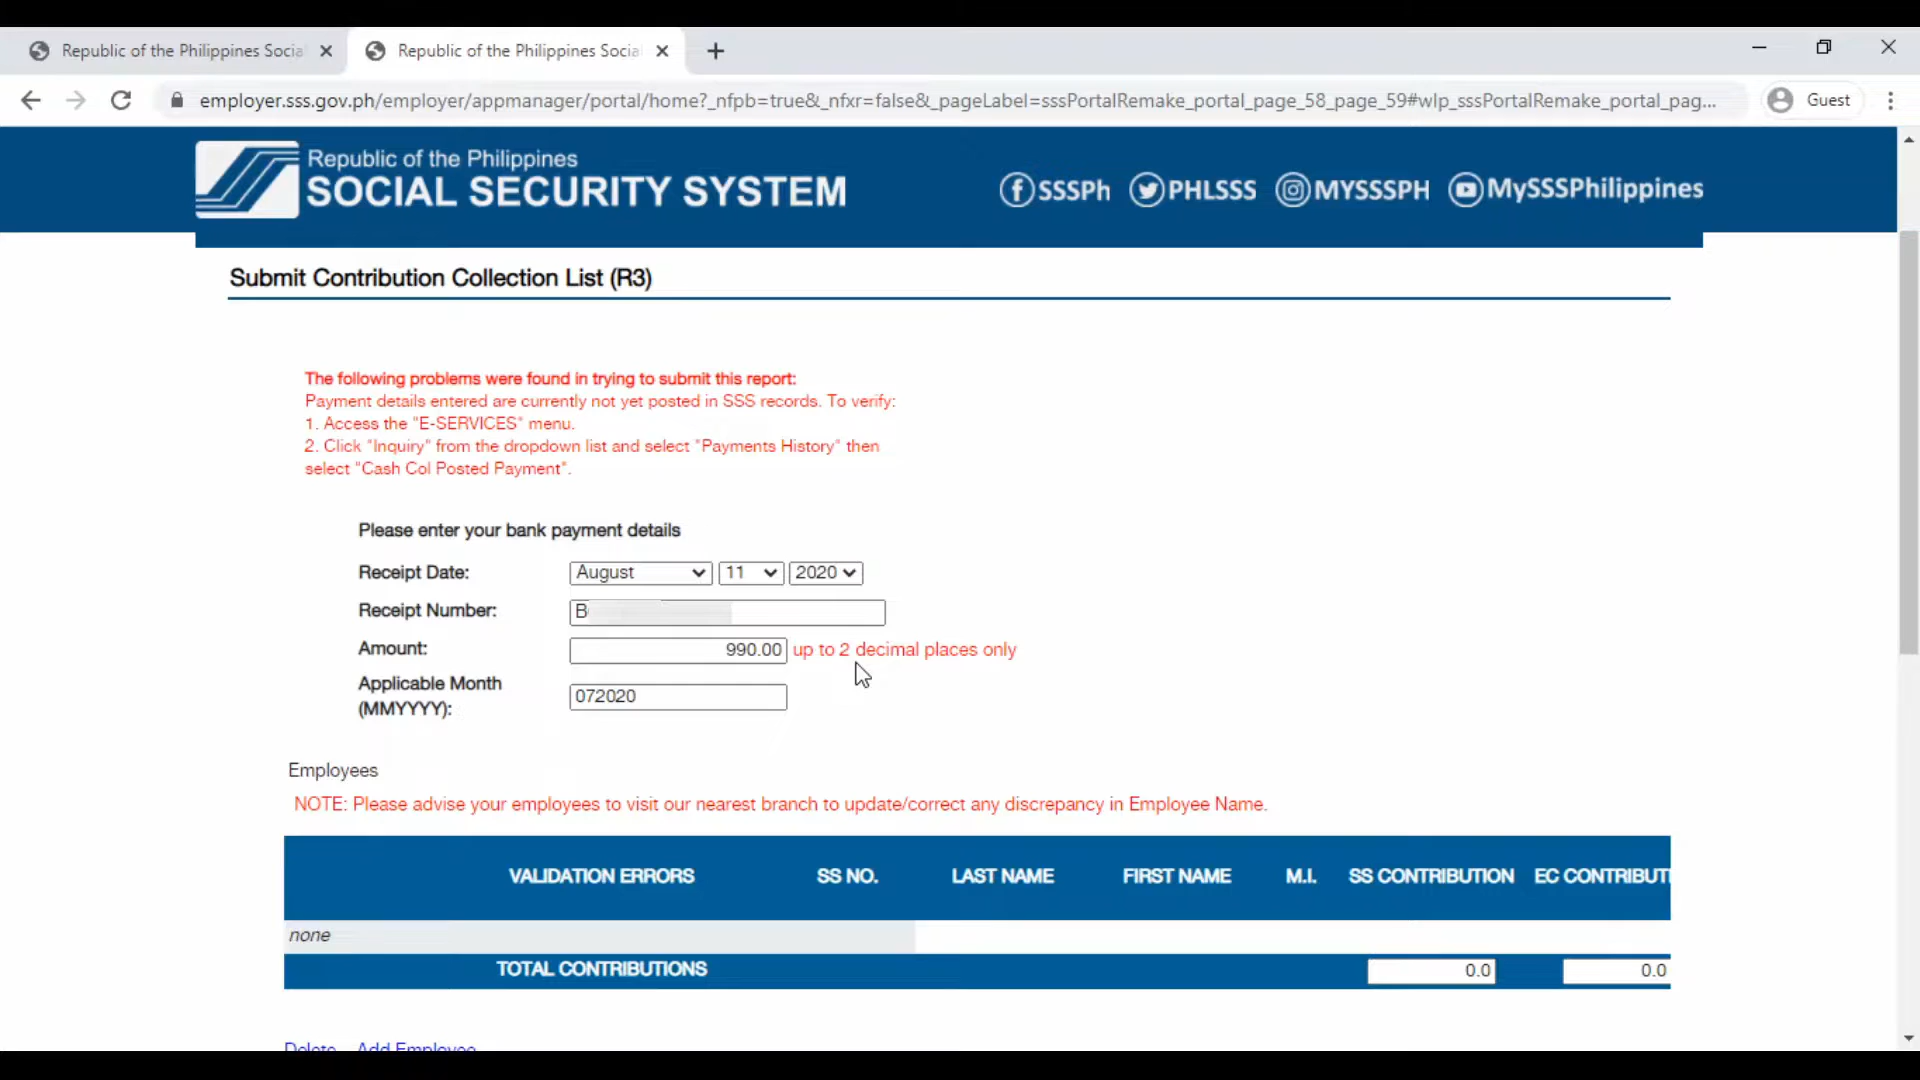 Republic of the Philippines Socia
Republic of the Philippines Socia
employer.sss.gov.ph/employer/appmanager/portal/home?_nfpb=true&_nfxr=false&_pageLabel=sssPortalRemake_portal_page_58_page_59#wlp_sssPortalRemake_portal_pag...
Guest
Republic of the Philippines
SOCIAL SECURITY SYSTEM
SSSPh PHLSSS MYSSSPH MySSSPhilippines
Submit Contribution Collection List (R3)
The following problems were found in trying to submit this report:
Payment details entered are currently not yet posted in SSS records. To verify:
1. Access the "E-SERVICES" menu.
2. Click "Inquiry" from the dropdown list and select "Payments History" then
select "Cash Col Posted Payment".
Please enter your bank payment details
Receipt Date: August 11 2020
Receipt Number: B
Amount: 990.00 up to 2 decimal places only
Applicable Month
(MMYYYY): 072020
Employees
NOTE: Please advise your employees to visit our nearest branch to update/correct any discrepancy in Employee Name.
VALIDATION ERRORS SS NO. LAST NAME FIRST NAME M.I. SS CONTRIBUTION EC CONTRIBUTI
none
TOTAL CONTRIBUTIONS 0.0 0.0
Delete Add Employee